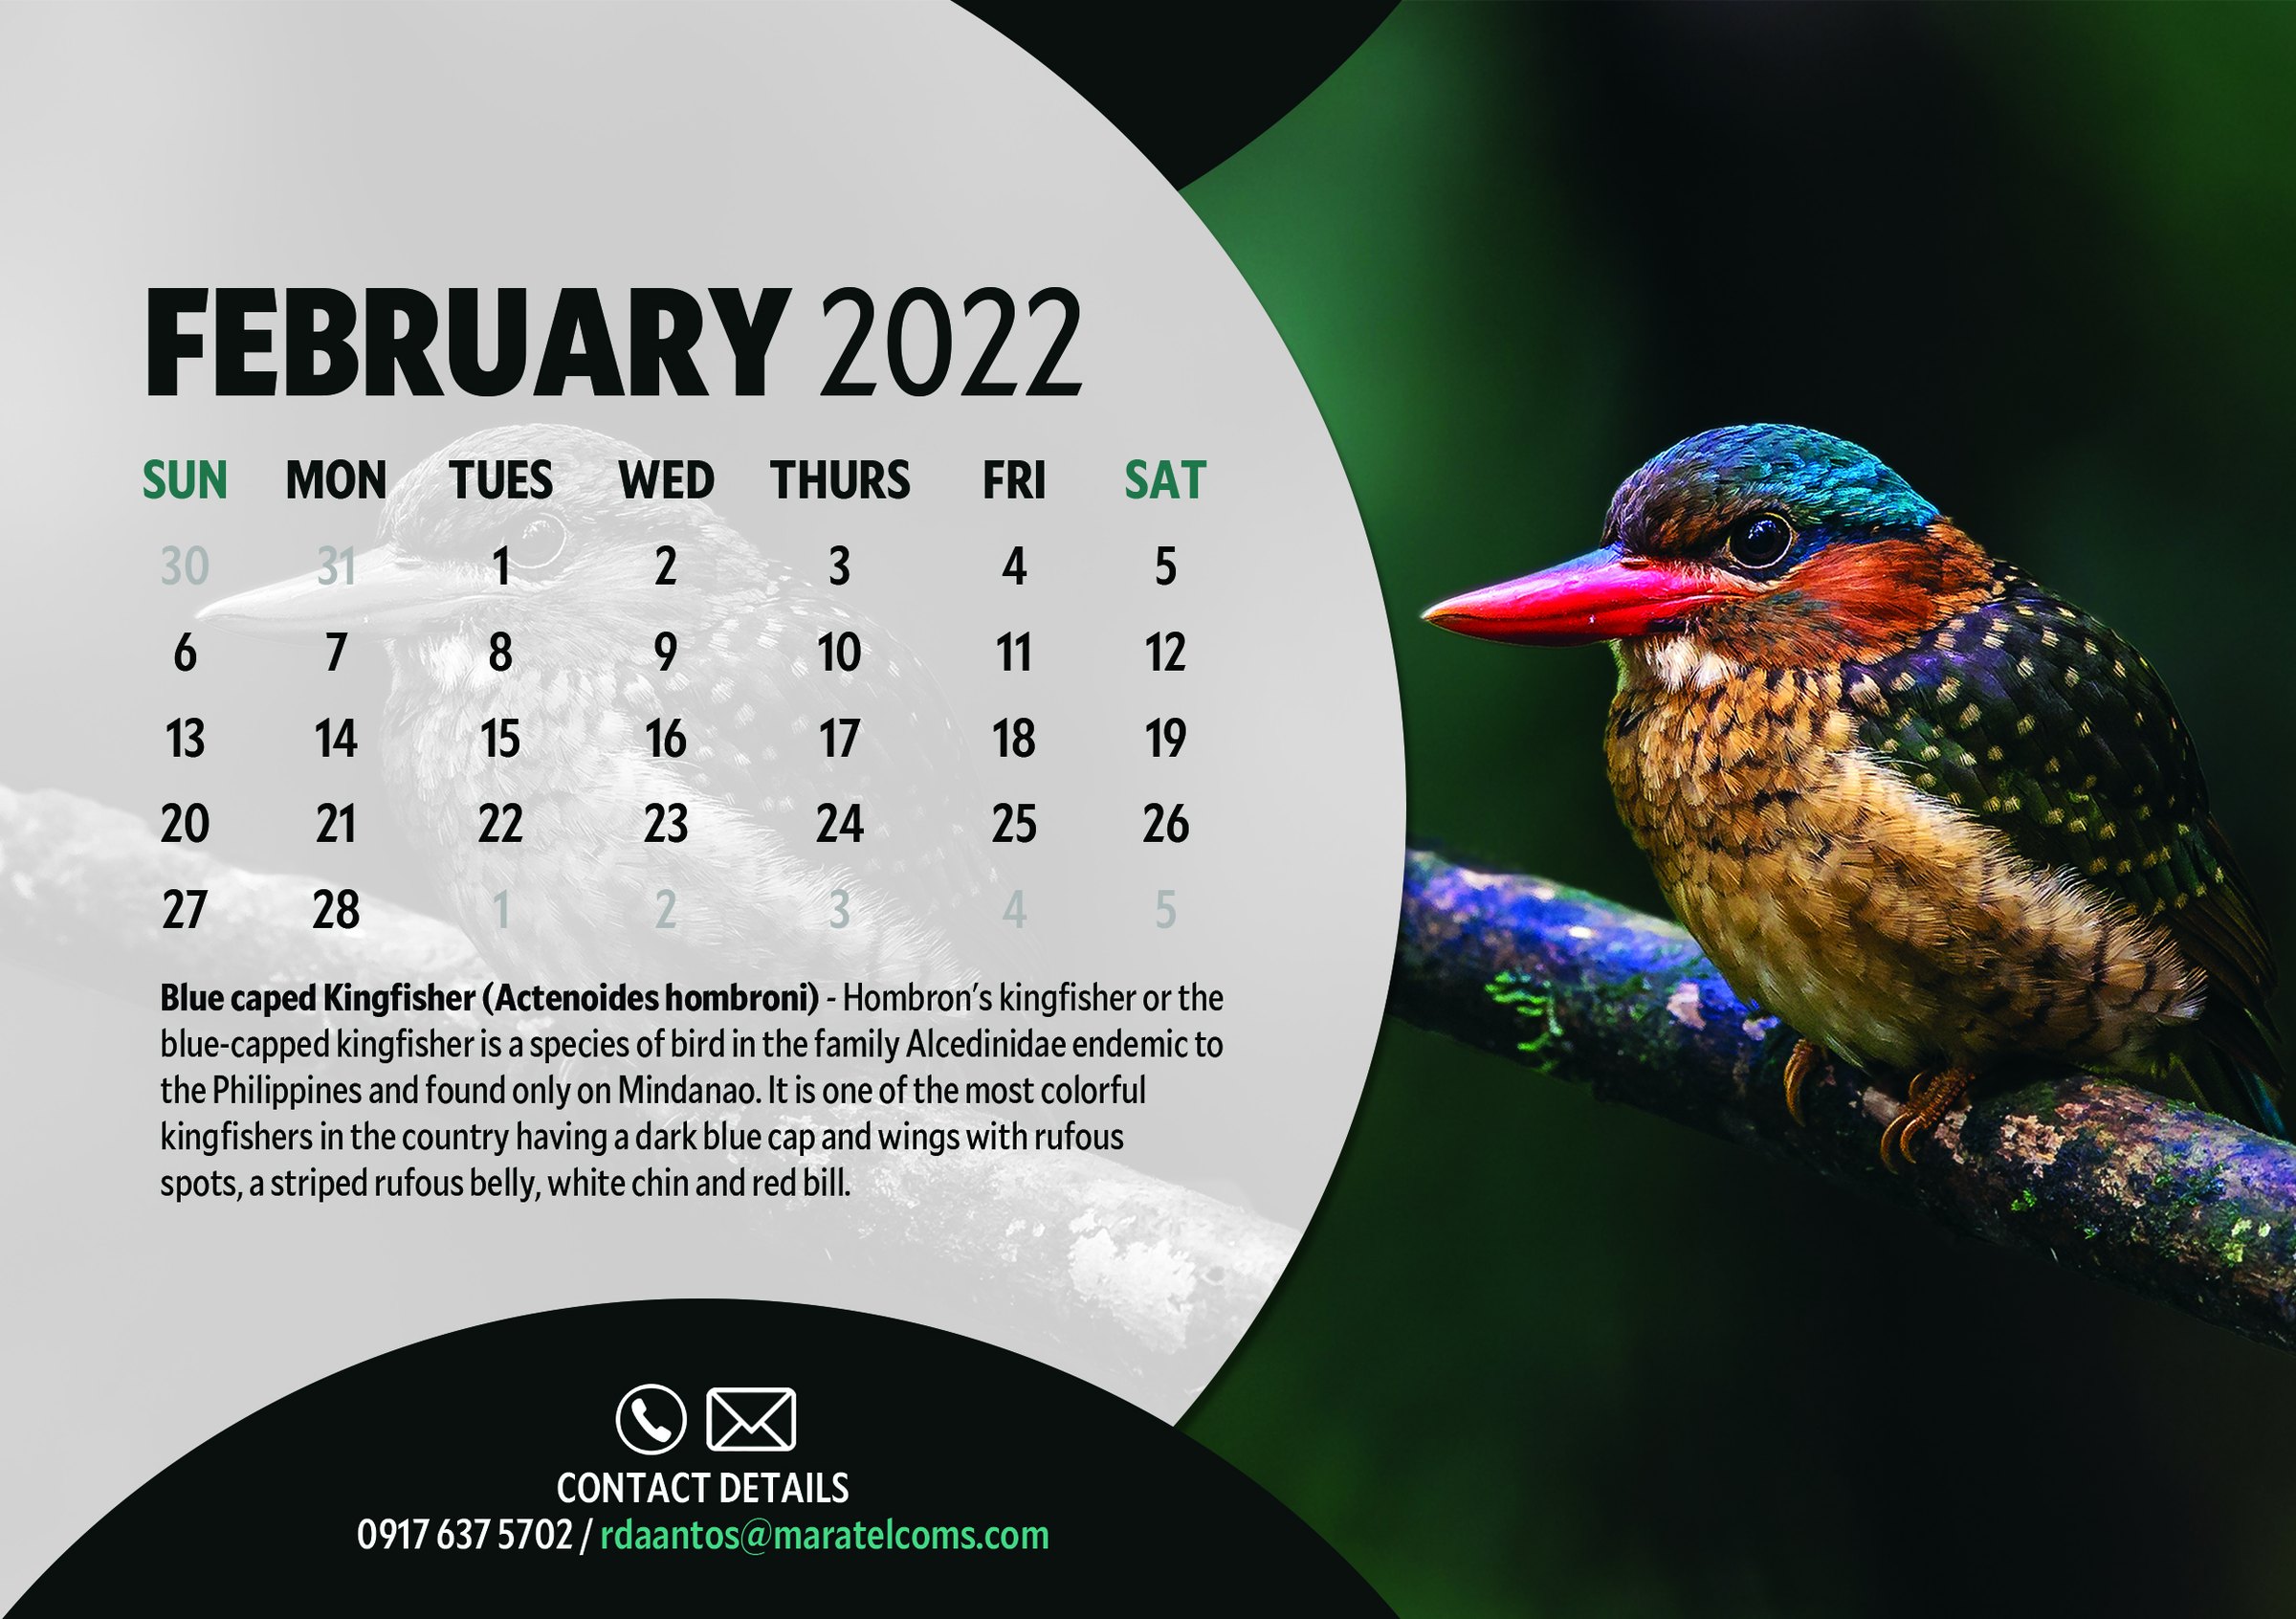 FEBRUARY 2022
SUN MON TUES WED THURS FRI SAT
30 31 1 2 3 4 5
6 7 8 9 10 11 12
13 14 15 16 17 18 19
20 21 22 23 24 25 26
27 28 1 2 3 4 5
Blue caped Kingfisher (Actenoides hombroni) - Hombron's kingfisher or the
blue-capped kingfisher is a species of bird in the family Alcedinidae endemic to
the Philippines and found only on Mindanao. It is one of the most colorful
kingfishers in the country having a dark blue cap and wings with rufous
spots, a striped rufous belly, white chin and red bill.
CONTACT DETAILS
0917 637 5702 / rdaantos@maratelcoms.com